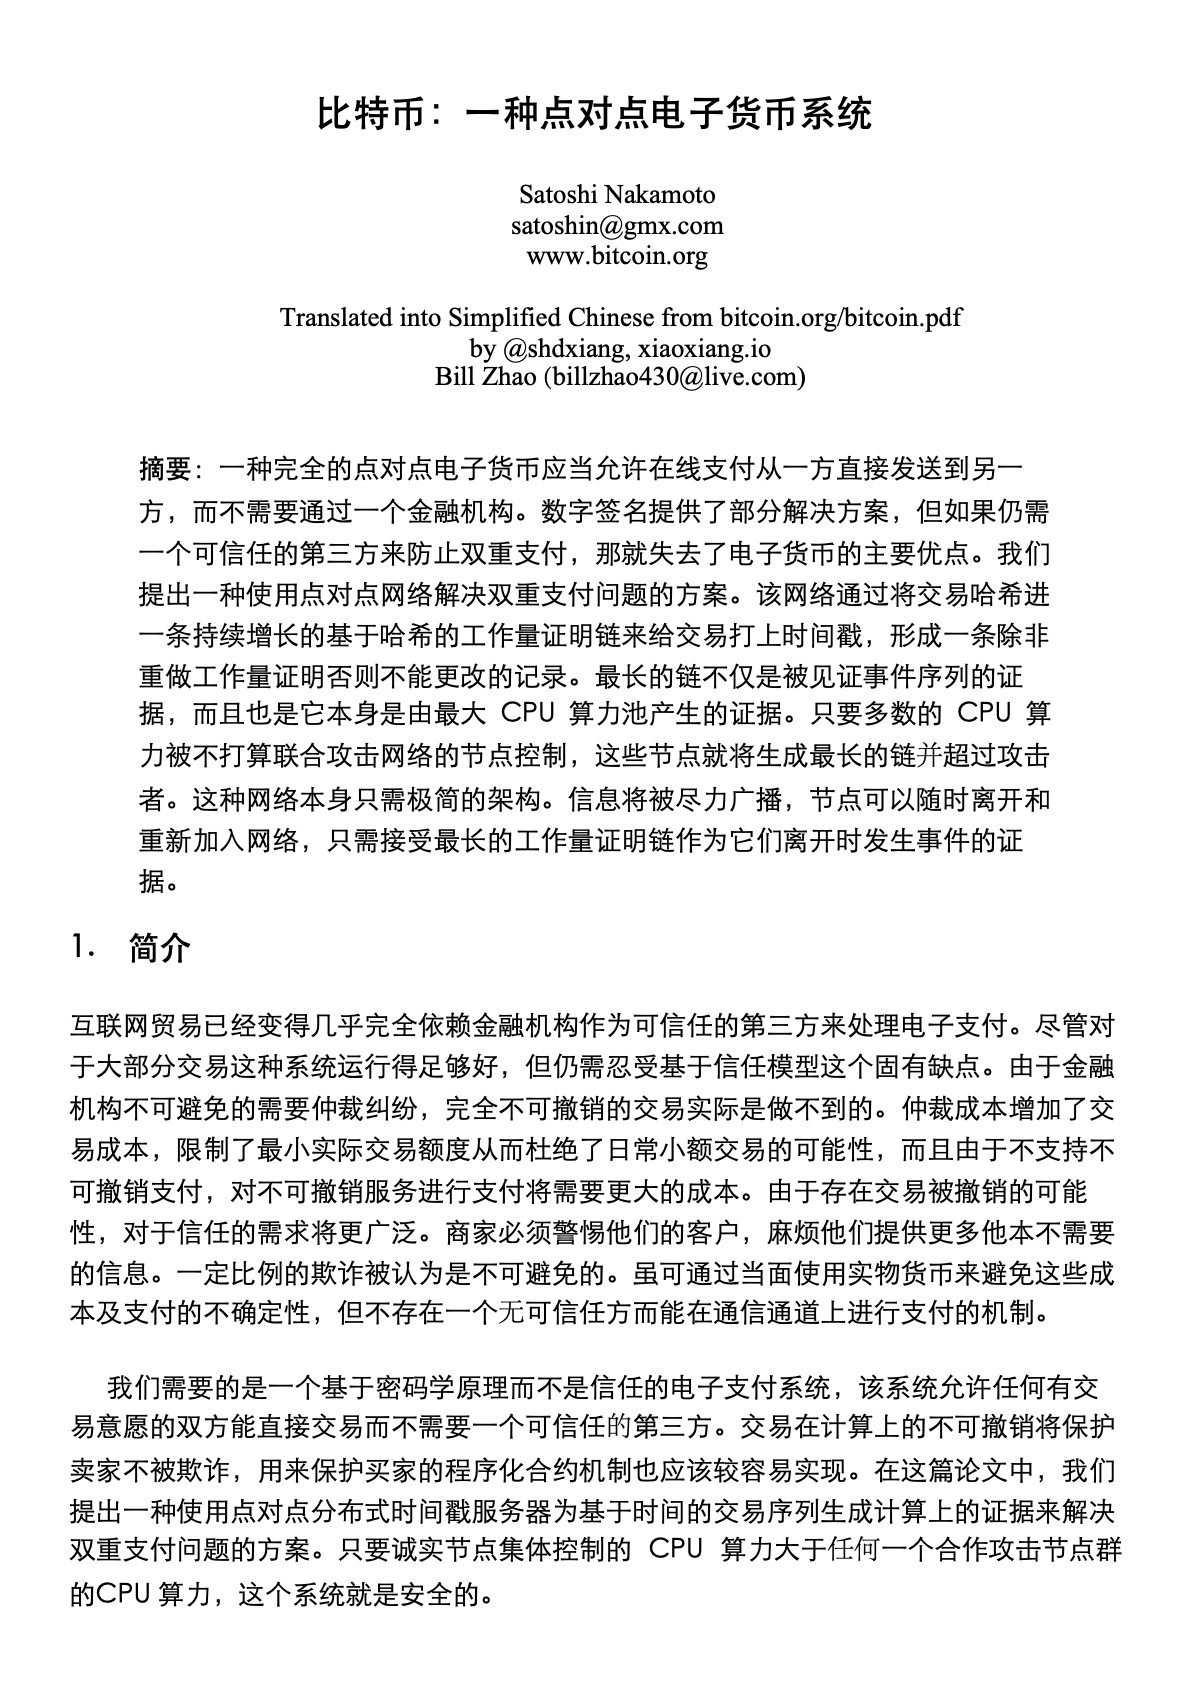 比特币：一种点对点电子货币系统
Satoshi Nakamoto
satoshin@gmx.com
www.bitcoin.org
Translated into Simplified Chinese from bitcoin.org/bitcoin.pdf
by @shdxiang, xiaoxiang.io
Bill Zhao (billzhao430@live.com)
摘要：一种完全的点对点电子货币应当允许在线支付从一方直接发送到另一
方，而不需要通过一个金融机构。数字签名提供了部分解决方案，但如果仍需
一个可信任的第三方来防止双重支付，那就失去了电子货币的主要优点。我们
提出一种使用点对点网络解决双重支付问题的方案。该网络通过将交易哈希进
一条持续增长的基于哈希的工作量证明链来给交易打上时间戳，形成一条除非
重做工作量证明否则不能更改的记录。最长的链不仅是被见证事件序列的证
据，而且也是它本身是由最大 CPU 算力池产生的证据。只要多数的 CPU 算
力被不打算联合攻击网络的节点控制，这些节点就将生成最长的链并超过攻击
者。这种网络本身只需极简的架构。信息将被尽力广播，节点可以随时离开和
重新加入网络，只需接受最长的工作量证明链作为它们离开时发生事件的证
据。
1. 简介
互联网贸易已经变得几乎完全依赖金融机构作为可信任的第三方来处理电子支付。尽管对
于大部分交易这种系统运行得足够好，但仍需忍受基于信任模型这个固有缺点。由于金融
机构不可避免的需要仲裁纠纷，完全不可撤销的交易实际是做不到的。仲裁成本增加了交
易成本，限制了最小实际交易额度从而杜绝了日常小额交易的可能性，而且由于不支持不
可撤销支付，对不可撤销服务进行支付将需要更大的成本。由于存在交易被撤销的可能
性，对于信任的需求将更广泛。商家必须警惕他们的客户，麻烦他们提供更多他本不需要
的信息。一定比例的欺诈被认为是不可避免的。虽可通过当面使用实物货币来避免这些成
本及支付的不确定性，但不存在一个无可信任方而能在通信通道上进行支付的机制。
我们需要的是一个基于密码学原理而不是信任的电子支付系统，该系统允许任何有交
易意愿的双方能直接交易而不需要一个可信任的第三方。交易在计算上的不可撤销将保护
卖家不被欺诈，用来保护买家的程序化合约机制也应该较容易实现。在这篇论文中，我们
提出一种使用点对点分布式时间戳服务器为基于时间的交易序列生成计算上的证据来解决
双重支付问题的方案。只要诚实节点集体控制的 CPU 算力大于任何一个合作攻击节点群
的CPU 算力，这个系统就是安全的。